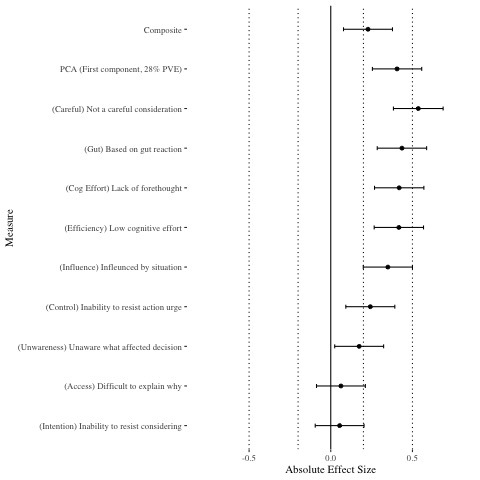 Composite
PCA (First component, 28% PVE)
(Careful) Not a careful consideration
(Gut) Based on gut reaction
(Cog Effort) Lack of forethought
(Efficiency) Low cognitive effort
(Influence) Infleunced by situation
(Control) Inability to resist action urge
(Unwareness) Unaware what affected decision
(Access) Difficult to explain why
(Intention) Inability to resist considering
Measure
-0.5 0.0 0.5
Absolute Effect Size